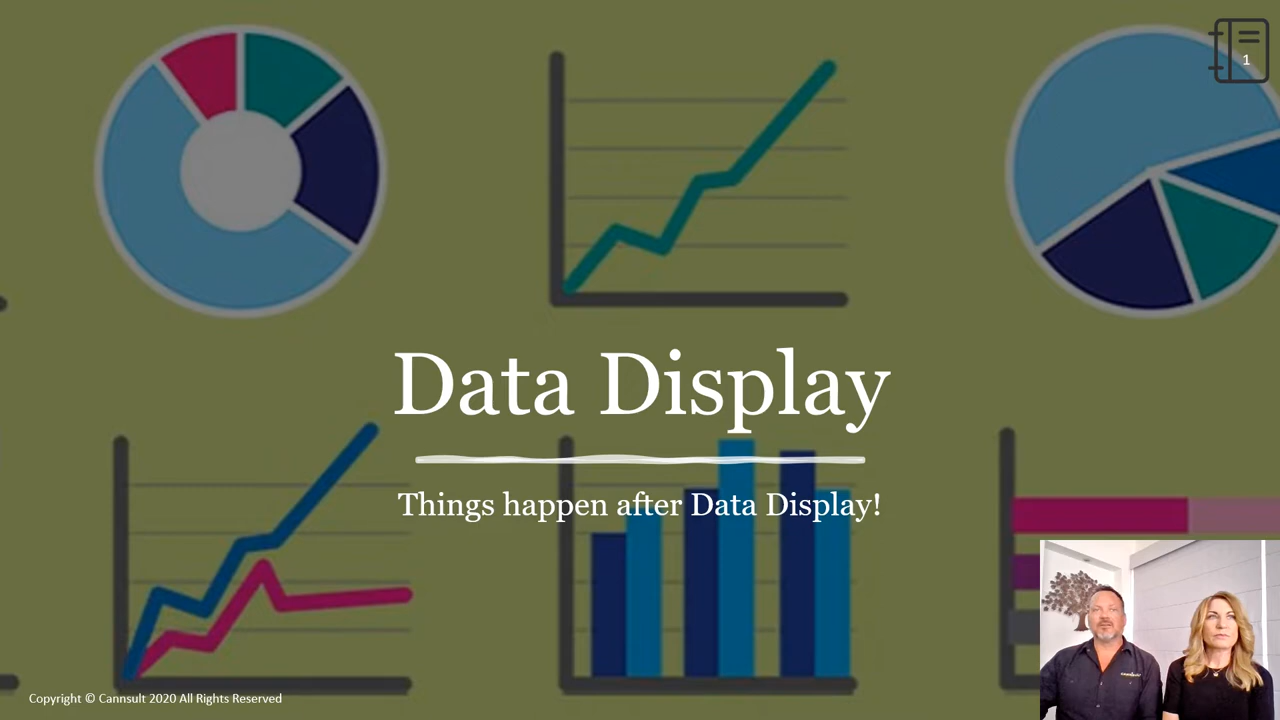 1
Data Display
Things happen after Data Display!
Copyright © Cannsult 2020 All Rights Reserved